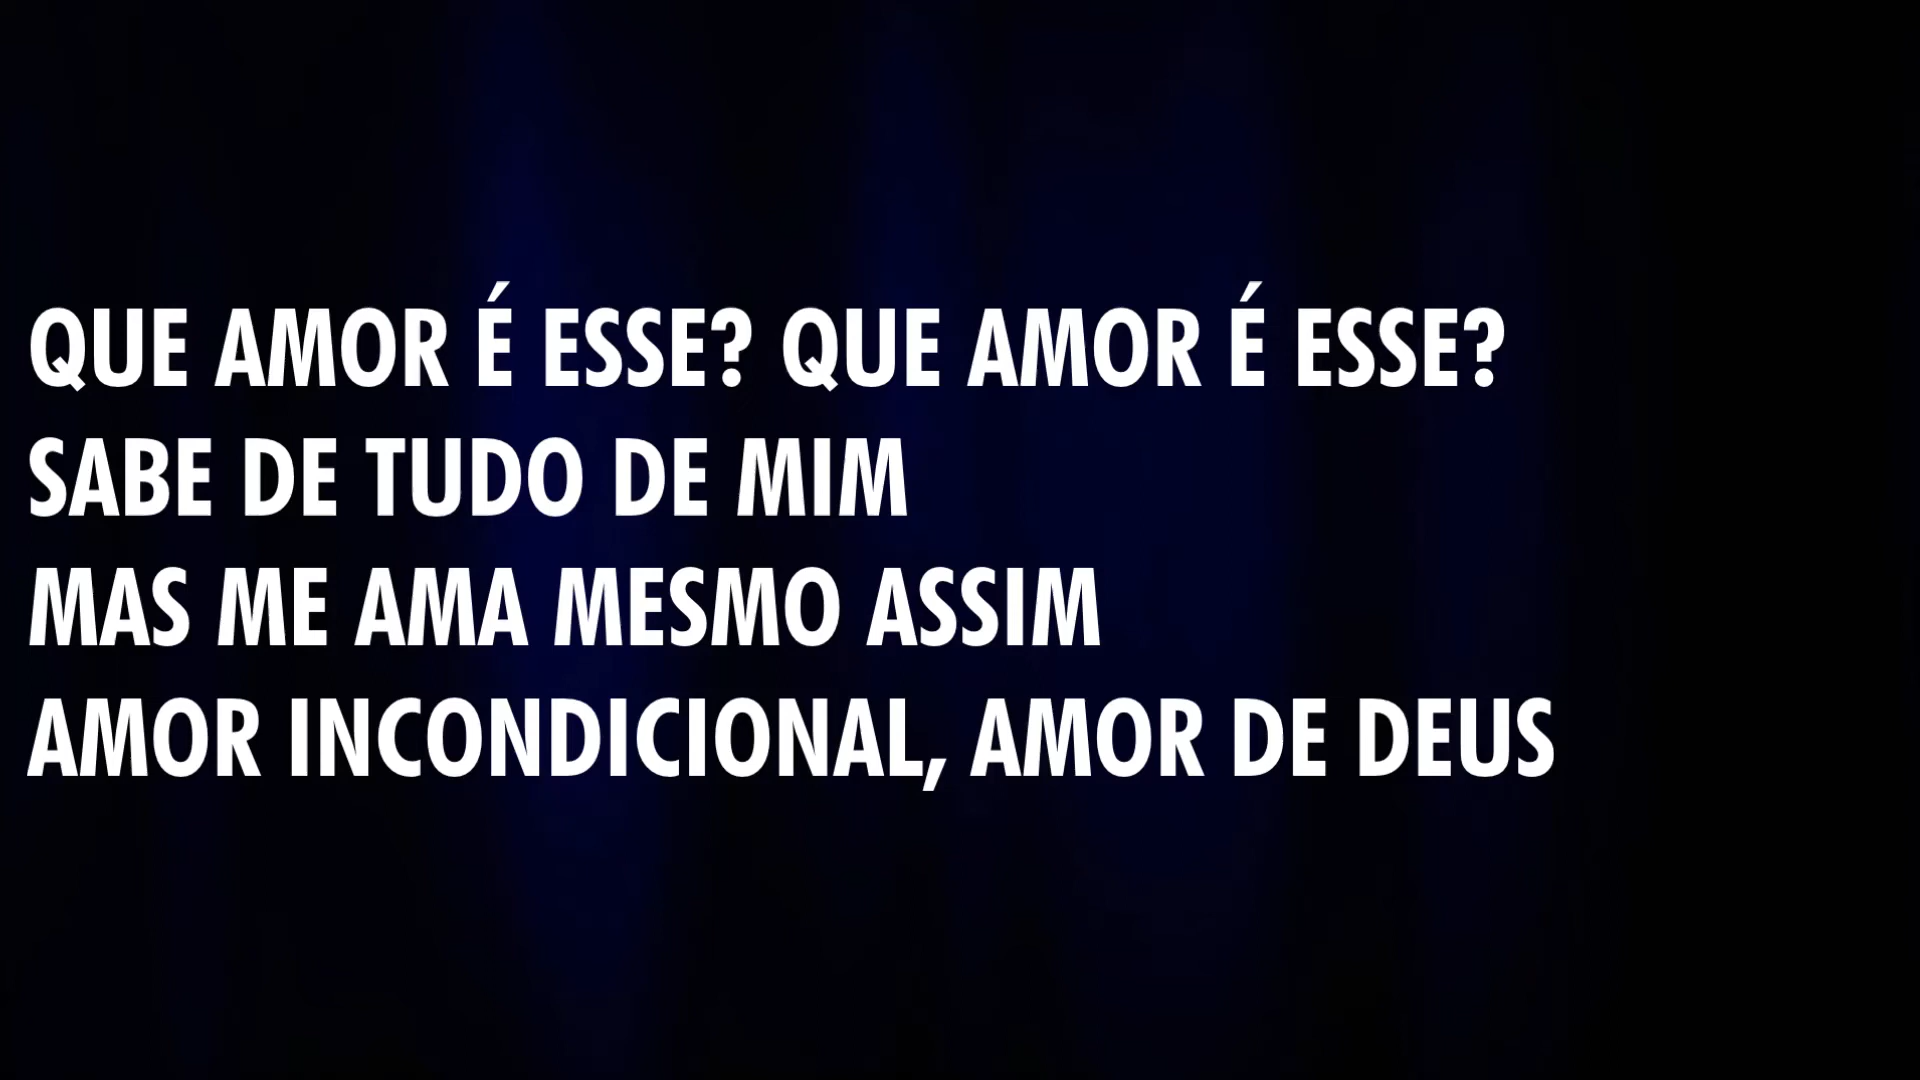 QUE AMOR É ESSE? QUE AMOR É ESSE?
SABE DE TUDO DE MIM
MAS ME AMA MESMO ASSIM
AMOR INCONDICIONAL, AMOR DE DEUS